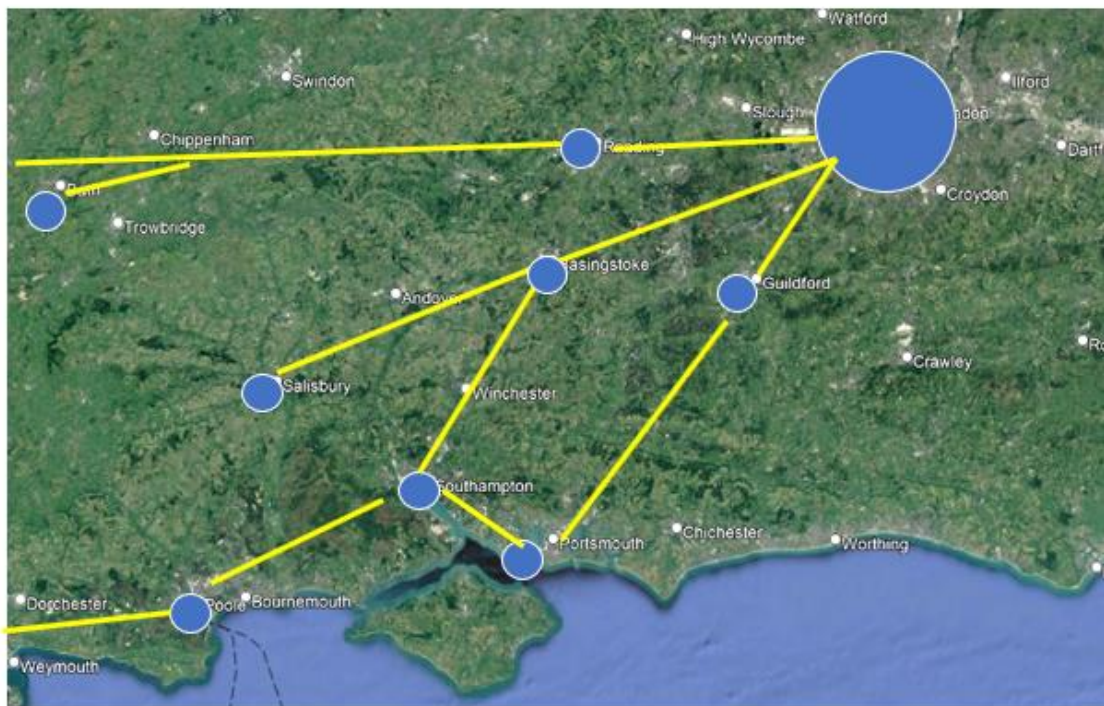 Watford
High Wycombe
Swindon
Ilford
Slough
Chippenham
Reading
Croydon
Trowbridge
Basingstoke
Guildford
Andover
Crawley
Salisbury
Winchester
Southampton
Chichester
Portsmouth
Worthing
Dorchester
Poole
Bournemouth
Weymouth